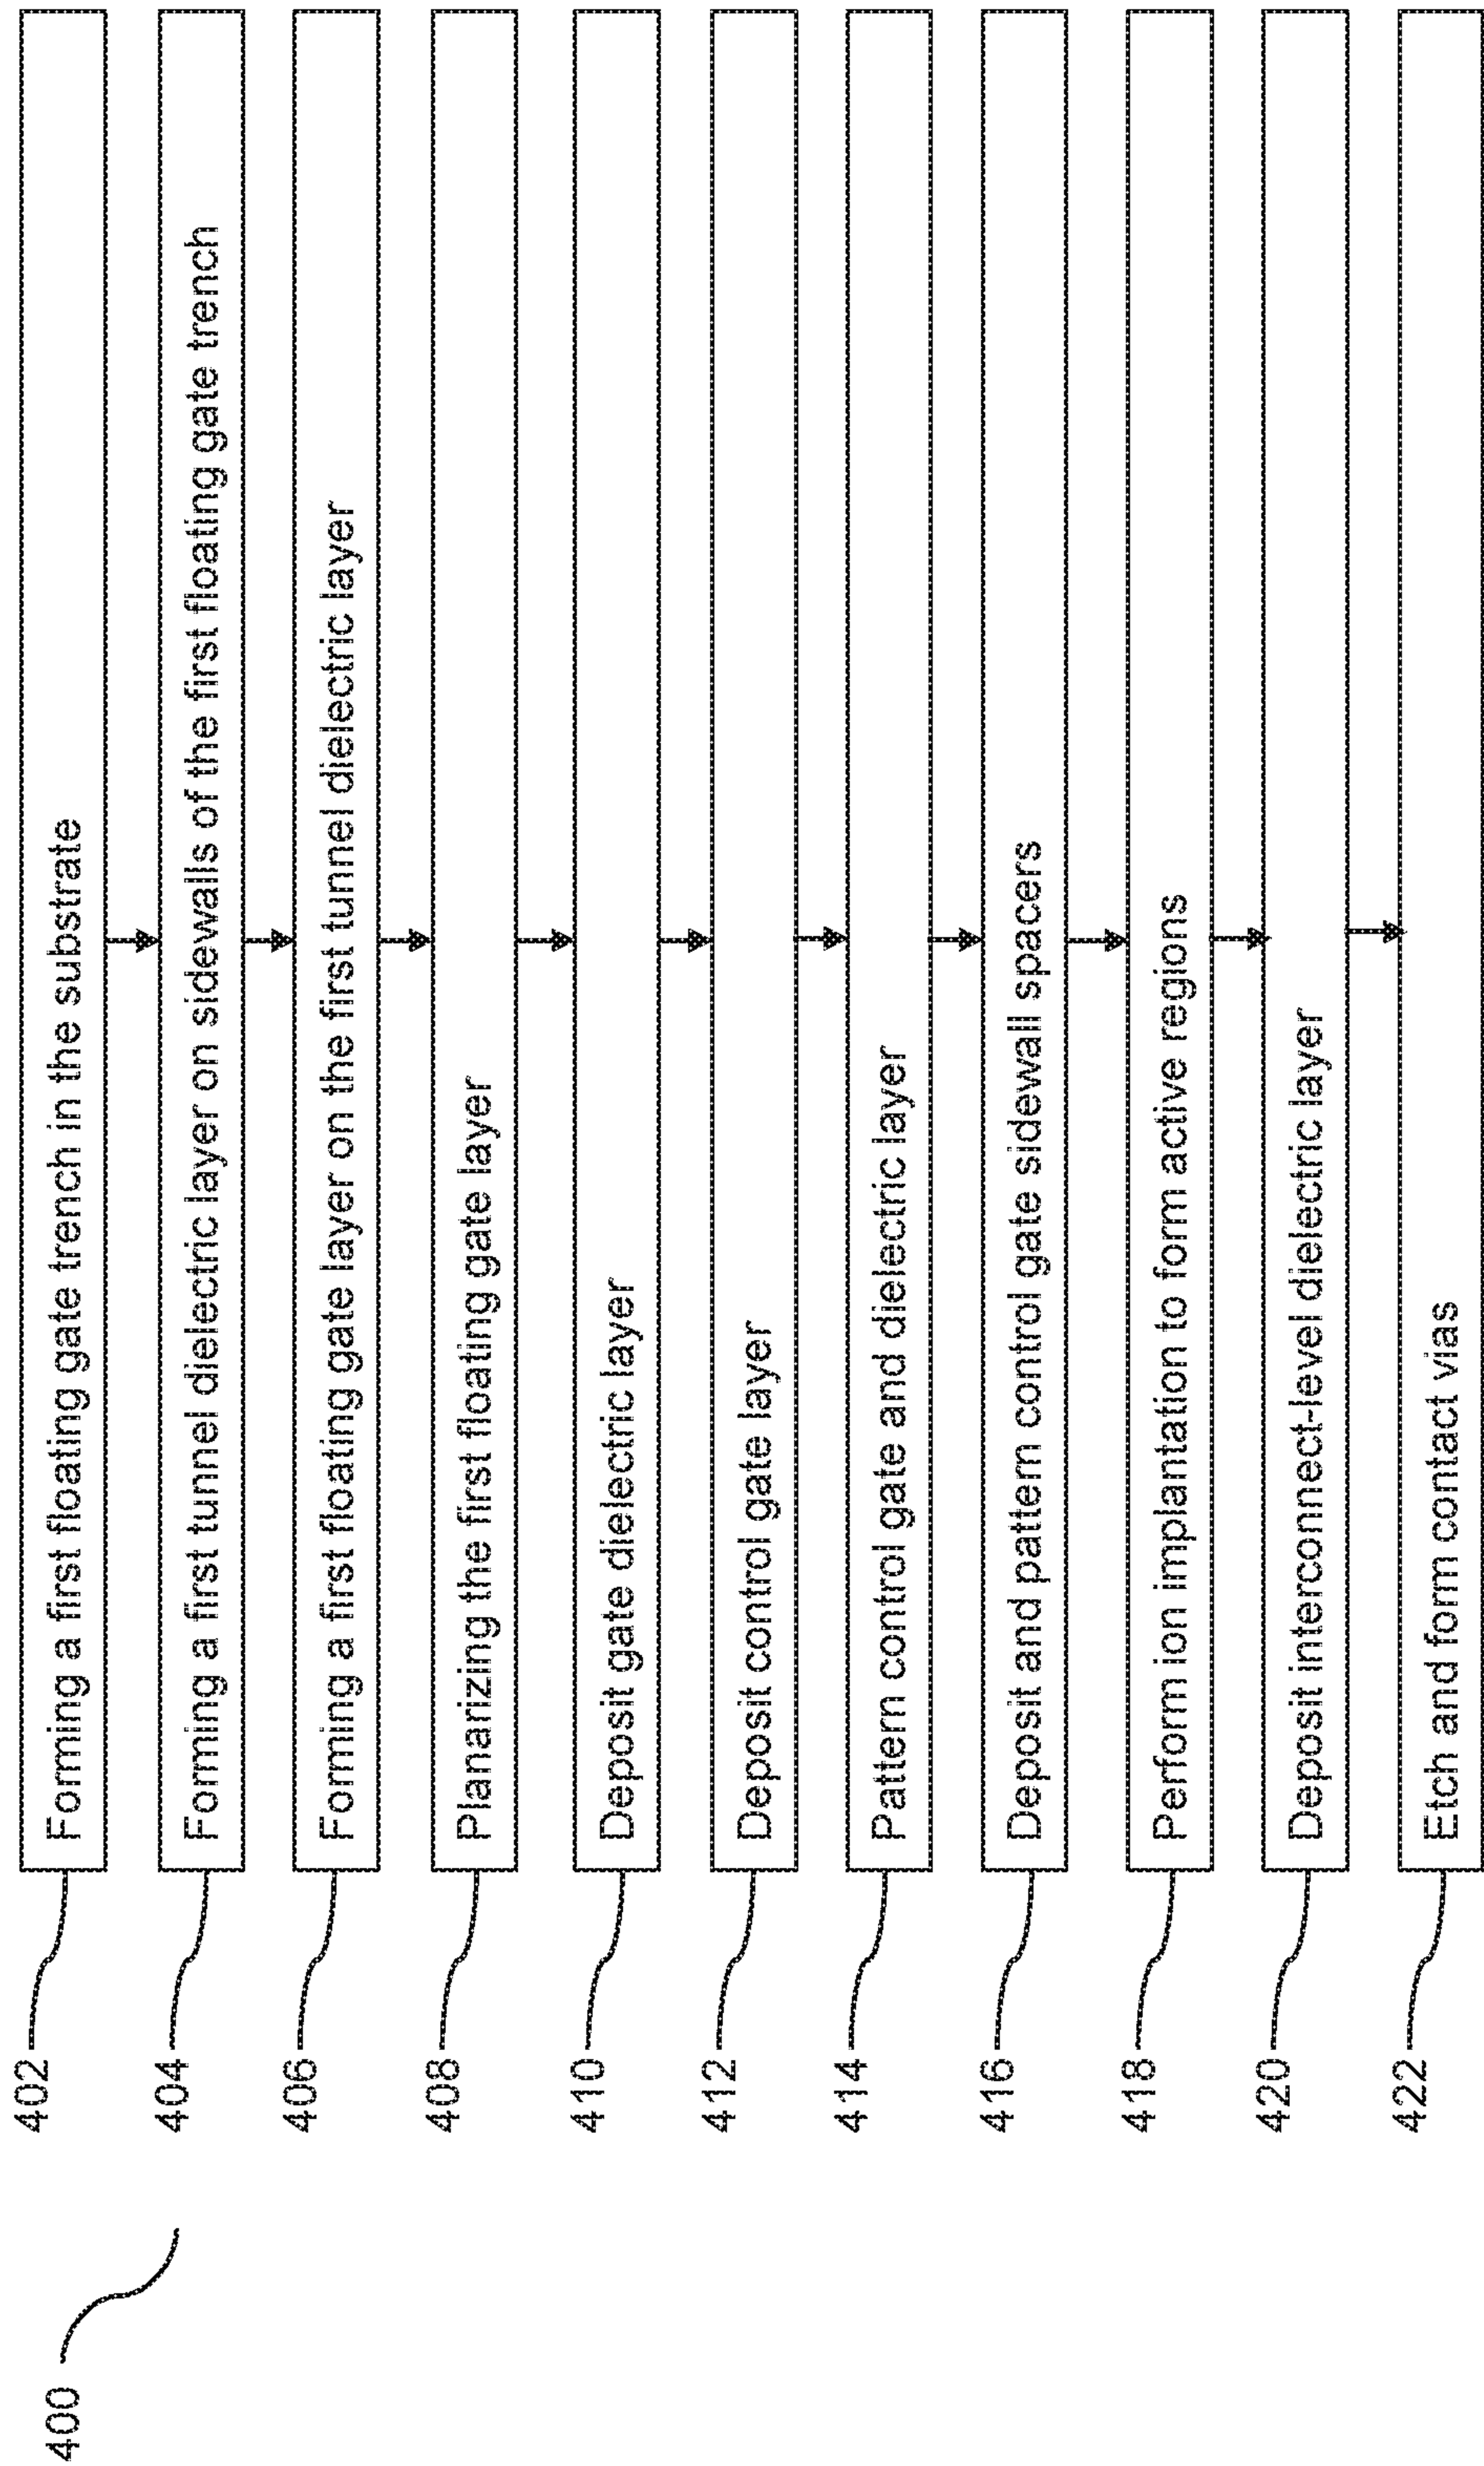 400
402
Forming a first floating gate trench in the substrate
404
Forming a first tunnel dielectric layer on sidewalls of the first floating gate trench
406
Forming a first floating gate layer on the first tunnel dielectric layer
408
Planarizing the first floating gate layer
410
Deposit gate dielectric layer
412
Deposit control gate layer
414
Pattern control gate and dielectric layer
416
Deposit and pattern control gate sidewall spacers
418
Perform ion implantation to form active regions
420
Deposit interconnect-level dielectric layer
422
Etch and form contact vias